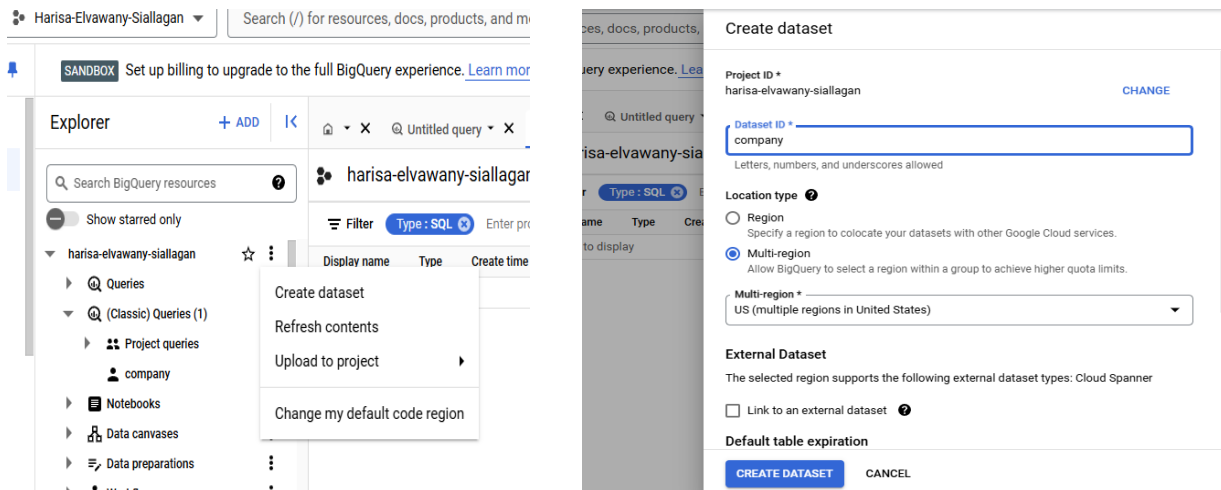 Harisa-Elvawany-Siallagan
Search (/) for resources, docs, products, and
SANDBOX Set up billing to upgrade to the full BigQuery experience. Learn
Explorer
+ ADD
Untitled query
Search BigQuery resources
Show starred only
harisa-elvawany-siallagan
Filter
Type : SQL
Enter
harisa-elvawany-siallagan
Display name
Type
Create time
Queries
(Classic) Queries (1)
Project queries
company
Notebooks
Data canvases
Data preparations
Create dataset
Refresh contents
Upload to project
Change my default code region
docs, products,
experience.
Untitled query
Type : SQL
Type
to display
Create dataset
Project ID *
harisa-elvawany-siallagan
CHANGE
Dataset ID *
company
Letters, numbers, and underscores allowed
Location type
Region
Specify a region to colocate your datasets with other Google Cloud services.
Multi-region
Allow BigQuery to select a region within a group to achieve higher quota limits.
Multi-region *
US (multiple regions in United States)
External Dataset
The selected region supports the following external dataset types: Cloud Spanner
Link to an external dataset
Default table expiration
CREATE DATASET
CANCEL